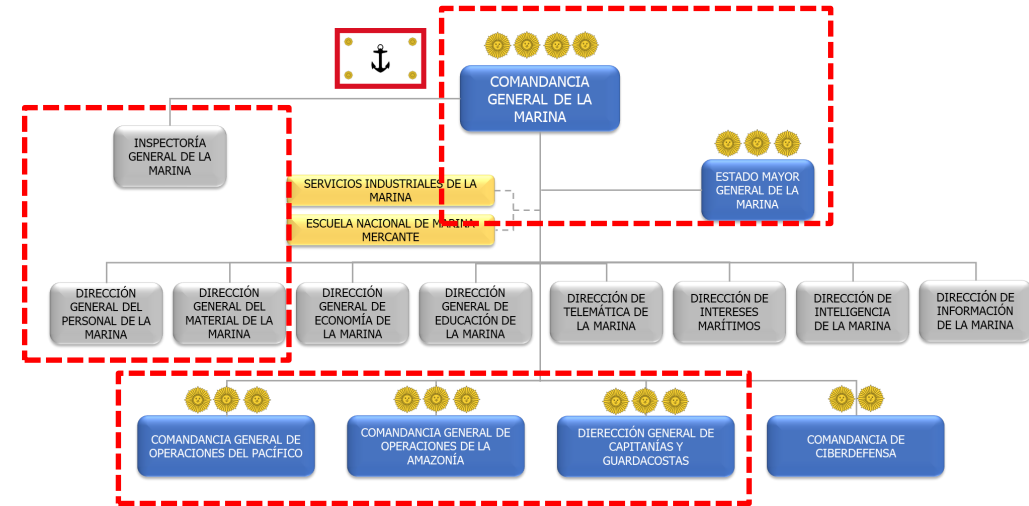 COMANDANCIA
GENERAL DE LA
MARINA
INSPECTORÍA
GENERAL DE LA
MARINA
ESTADO MAYOR
GENERAL DE LA
MARINA
SERVICIOS INDUSTRIALES DE LA
MARINA
ESCUELA NACIONAL DE MARINA
MERCANTE
DIRECCIÓN
GENERAL DEL
PERSONAL DE LA
MARINA
DIRECCIÓN
GENERAL DEL
MATERIAL DE LA
MARINA
DIRECCIÓN
GENERAL DE
ECONOMÍA DE
LA MARINA
DIRECCIÓN
GENERAL DE
EDUCACIÓN DE
LA MARINA
DIRECCIÓN DE
TELEMÁTICA DE
LA MARINA
DIRECCIÓN DE
INTERESES
MARÍTIMOS
DIRECCIÓN DE
INTELIGENCIA
DE LA MARINA
DIRECCIÓN DE
INFORMACIÓN
DE LA MARINA
COMANDANCIA GENERAL DE
OPERACIONES DEL PACÍFICO
COMANDANCIA GENERAL DE
OPERACIONES DE LA
AMAZONÍA
DIERECCIÓN GENERAL DE
CAPITANÍAS Y
GUARDACOSTAS
COMANDANCIA DE
CIBERDEFENSA